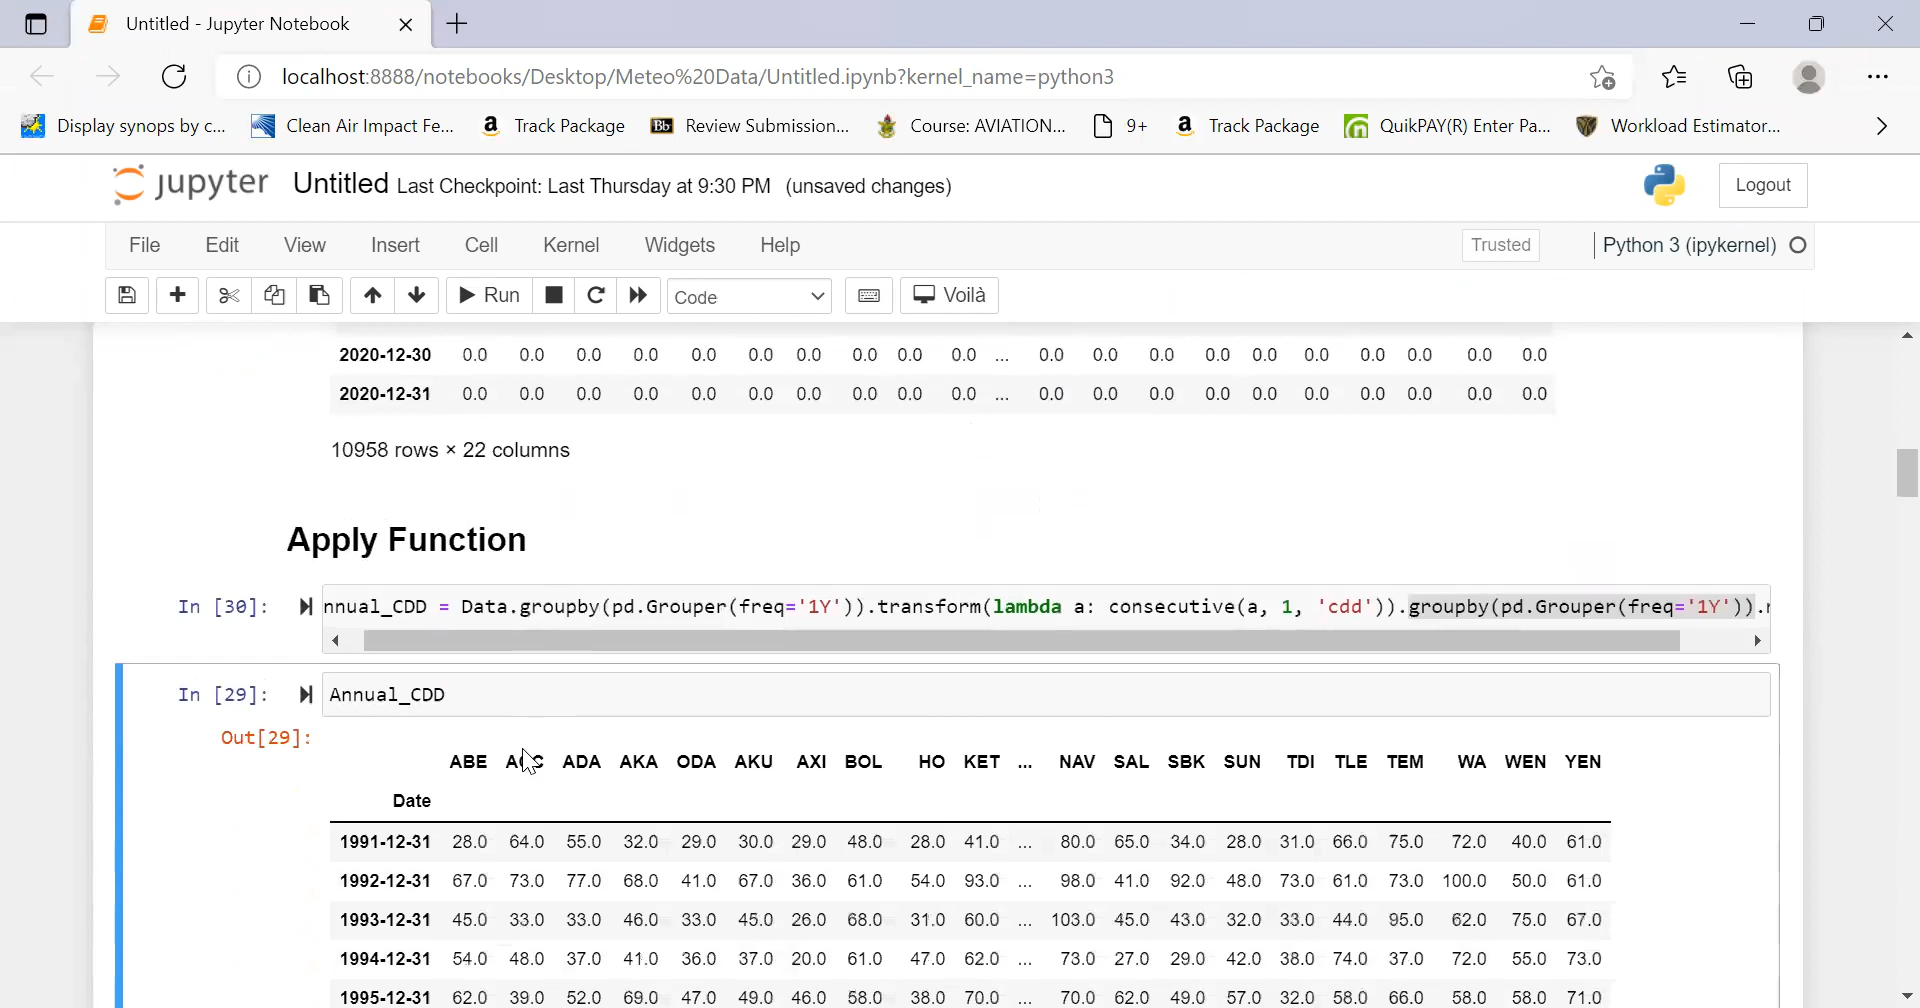 Untitled - Jupyter Notebook
localhost:8888/notebooks/Desktop/Meteo%20Data/Untitled.ipynb?kernel_name=python3
Display synops by c... Clean Air Impact Fe... Track Package Bb Review Submission... Course: AVIATION... 9+ Track Package QuikPAY(R) Enter Pa... Workload Estimator...
jupyter Untitled Last Checkpoint: Last Thursday at 9:30 PM (unsaved changes) Logout
File Edit View Insert Cell Kernel Widgets Help Trusted Python 3 (ipykernel)
Run Code Voilà
2020-12-30 0.0 0.0 0.0 0.0 0.0 0.0 0.0 0.0 0.0 0.0 ... 0.0 0.0 0.0 0.0 0.0 0.0 0.0 0.0 0.0 0.0
2020-12-31 0.0 0.0 0.0 0.0 0.0 0.0 0.0 0.0 0.0 0.0 ... 0.0 0.0 0.0 0.0 0.0 0.0 0.0 0.0 0.0 0.0
10958 rows × 22 columns
Apply Function
In [30]: nnual_CDD = Data.groupby(pd.Grouper(freq='1Y')).transform(lambda a: consecutive(a, 1, 'cdd')).groupby(pd.Grouper(freq='1Y')).
In [29]: Annual_CDD
Out[29]:
ABE ADA AKA ODA AKU AXI BOL HO KET ... NAV SAL SBK SUN TDI TLE TEM WA WEN YEN
Date
1991-12-31 28.0 64.0 55.0 32.0 29.0 30.0 29.0 48.0 28.0 41.0 ... 80.0 65.0 34.0 28.0 31.0 66.0 75.0 72.0 40.0 61.0
1992-12-31 67.0 73.0 77.0 68.0 41.0 67.0 36.0 61.0 54.0 93.0 ... 98.0 41.0 92.0 48.0 73.0 61.0 73.0 100.0 50.0 61.0
1993-12-31 45.0 33.0 33.0 46.0 33.0 45.0 26.0 68.0 31.0 60.0 ... 103.0 45.0 43.0 32.0 33.0 44.0 95.0 62.0 75.0 67.0
1994-12-31 54.0 48.0 37.0 41.0 36.0 37.0 20.0 61.0 47.0 62.0 ... 73.0 27.0 29.0 42.0 38.0 74.0 37.0 72.0 55.0 73.0
1995-12-31 62.0 39.0 52.0 69.0 47.0 49.0 46.0 58.0 38.0 70.0 ... 70.0 62.0 49.0 57.0 32.0 58.0 66.0 58.0 58.0 71.0